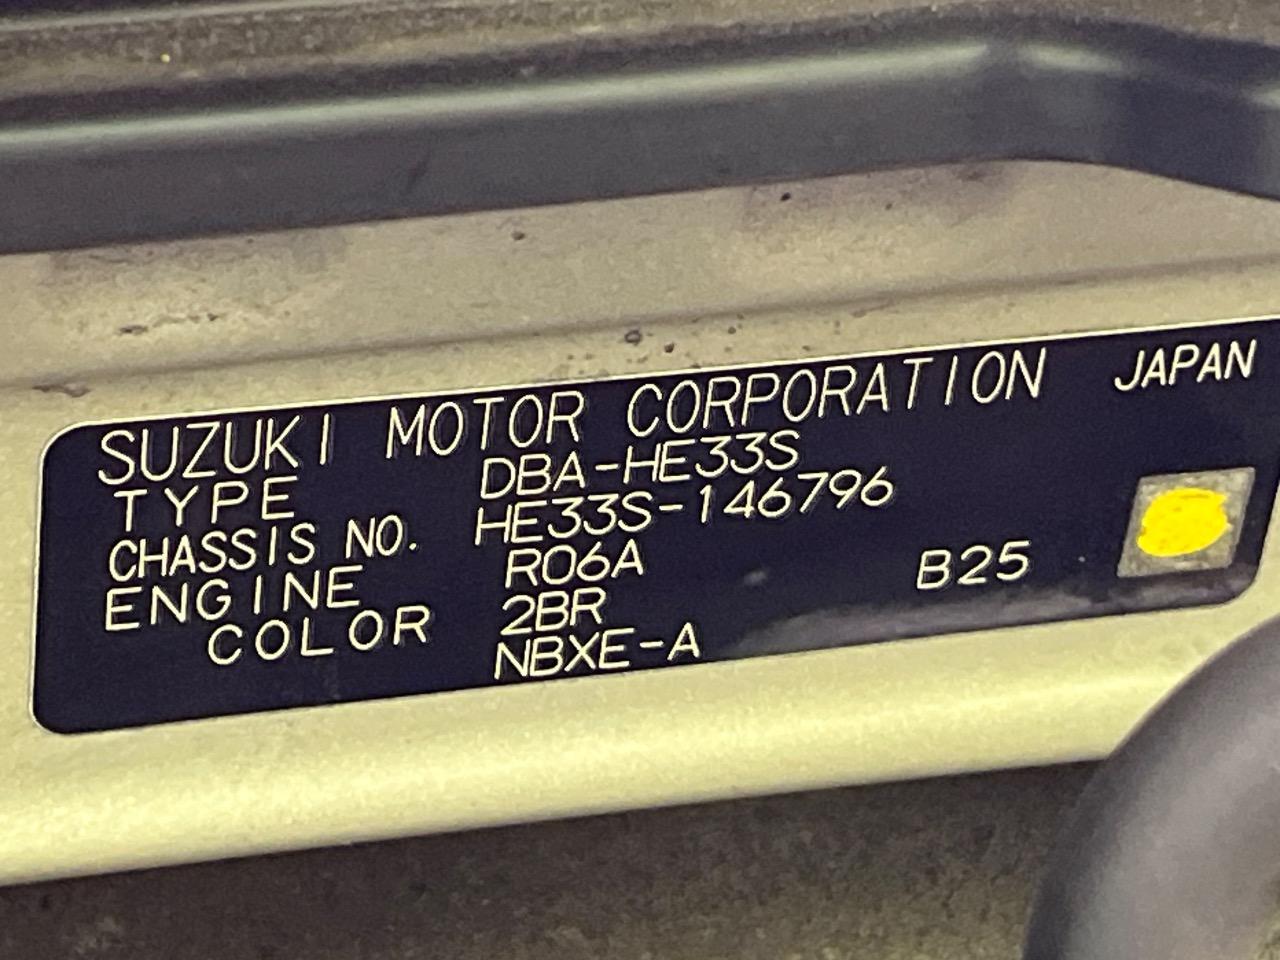 SUZUKI MOTOR CORPORATION JAPAN
TYPE DBA-HE33S
CHASSIS NO. HE33S-146796
ENGINE R06A
COLOR 2BR B25
NBXE-A